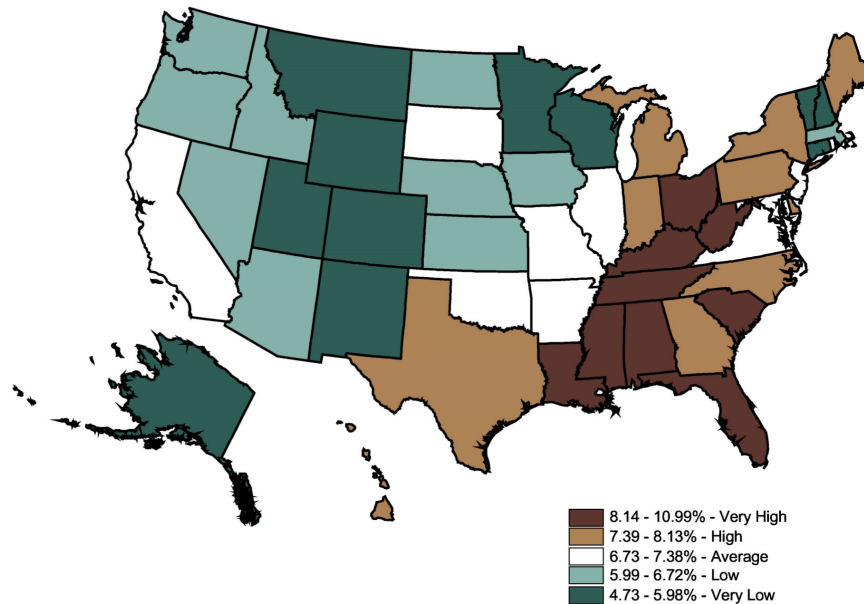 8.14 - 10.99% - Very High
7.39 - 8.13% - High
6.73 - 7.38% - Average
5.99 - 6.72% - Low
4.73 - 5.98% - Very Low